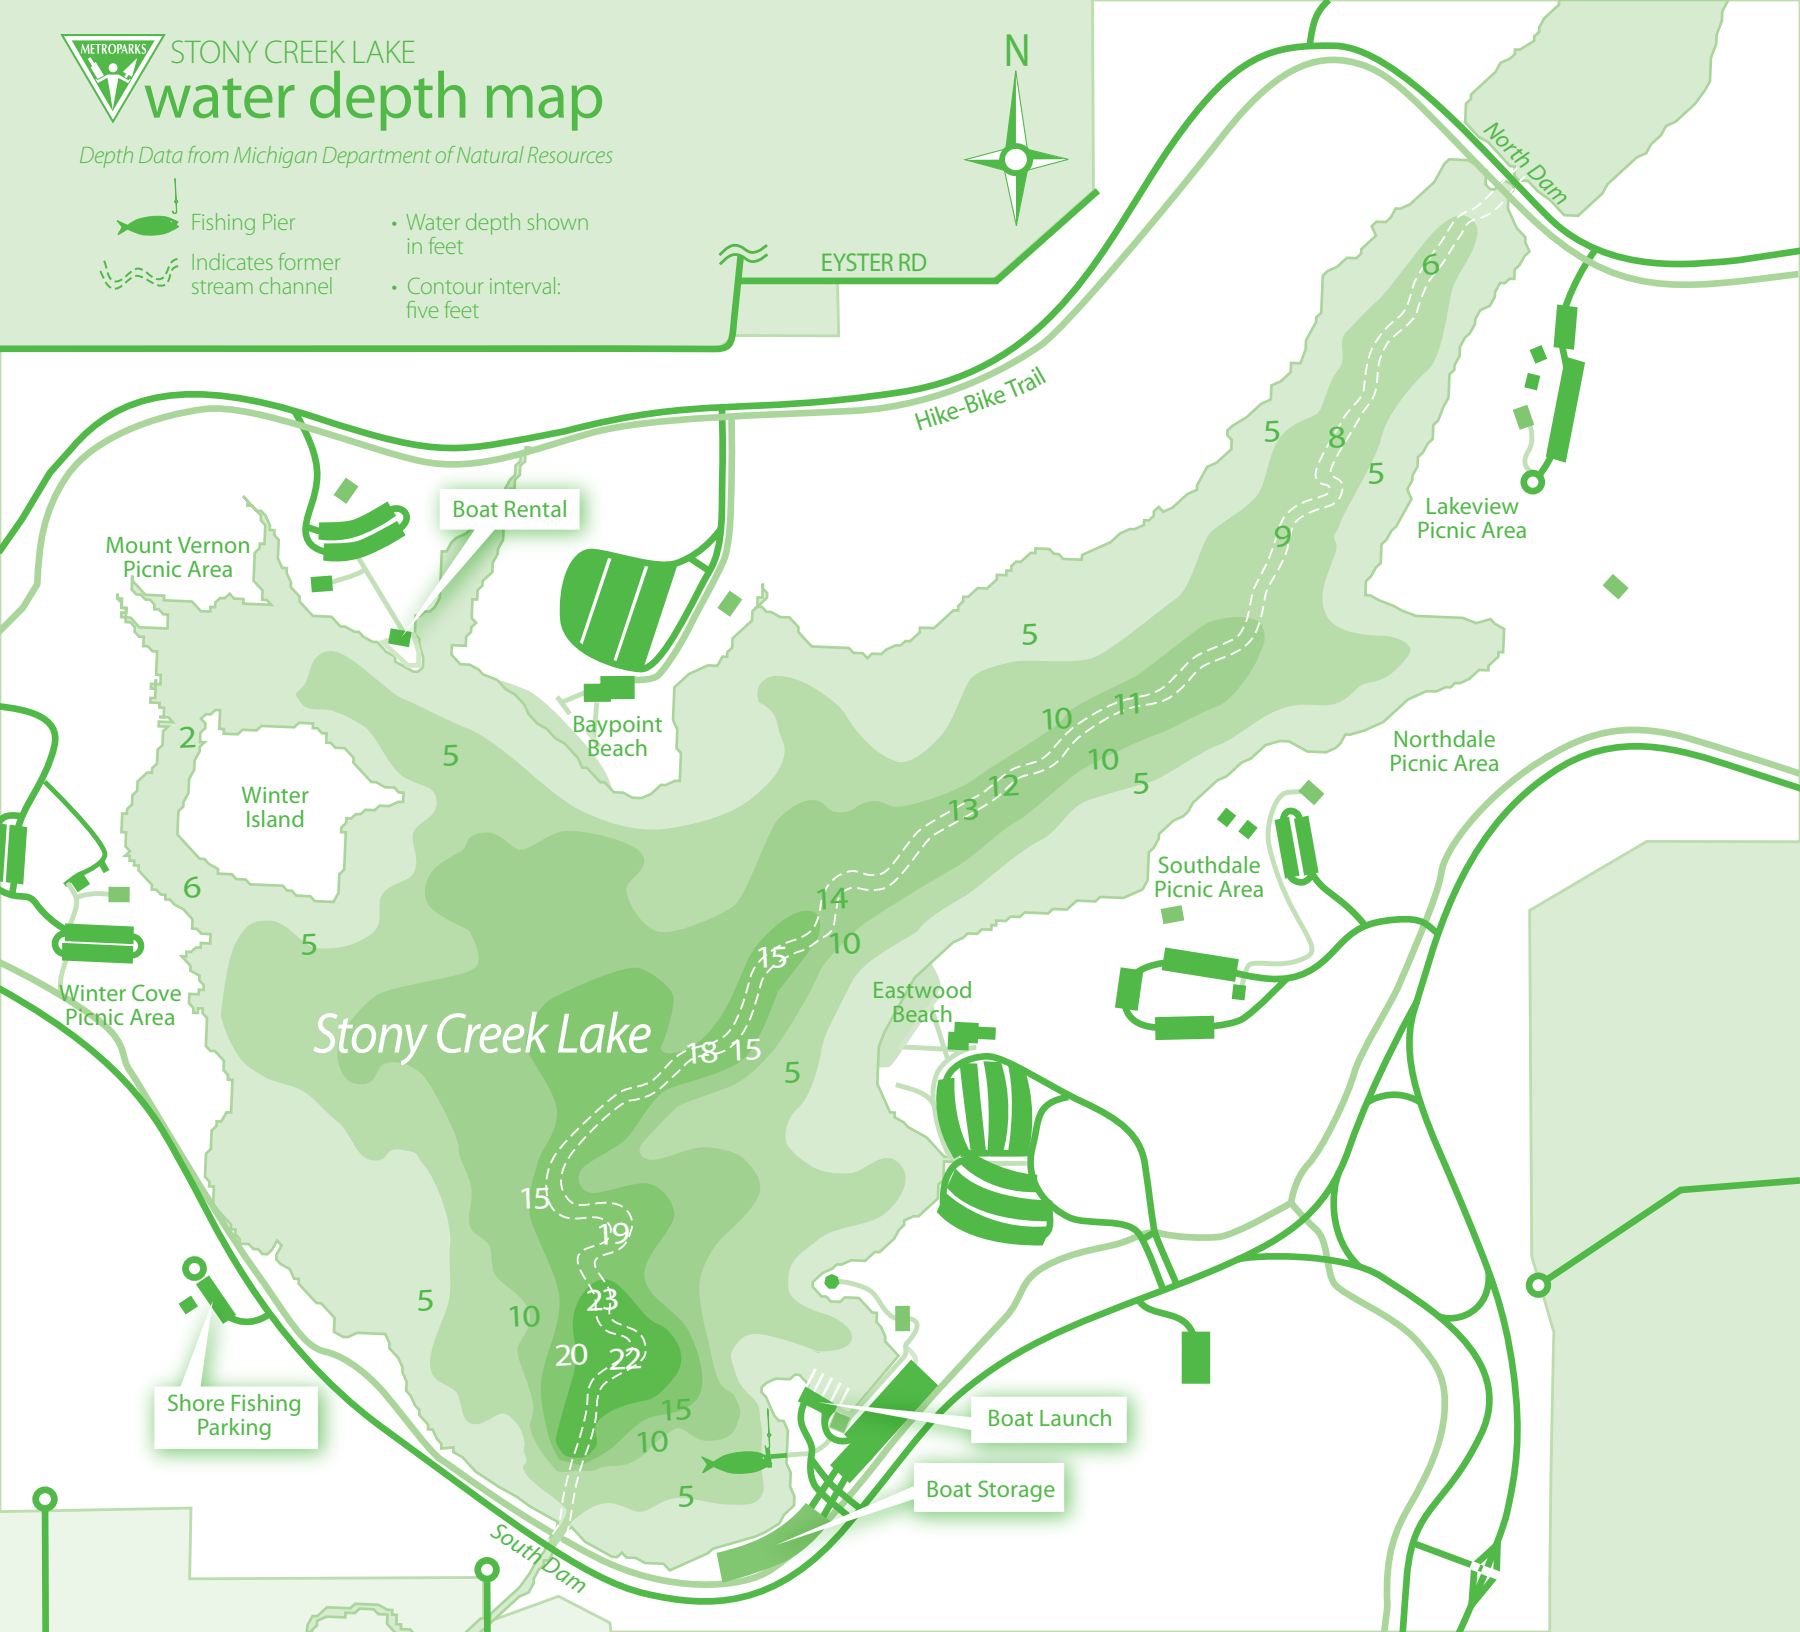 METROPARKS
STONY CREEK LAKE
water depth map
Depth Data from Michigan Department of Natural Resources
Fishing Pier
Indicates former
stream channel
• Water depth shown
in feet
• Contour interval:
five feet
N
EYSTER RD
North Dam
Hike-Bike Trail
6
5
8
5
9
Lakeview
Picnic Area
Boat Rental
Mount Vernon
Picnic Area
5
Baypoint
Beach
2
5
10
11
10
5
12
13
Northdale
Picnic Area
Winter
Island
Southdale
Picnic Area
6
5
14
10
15
Eastwood
Beach
Winter Cove
Picnic Area
Stony Creek Lake
18
15
5
15
19
5
10
23
20
22
15
10
5
Shore Fishing
Parking
Boat Launch
Boat Storage
South Dam